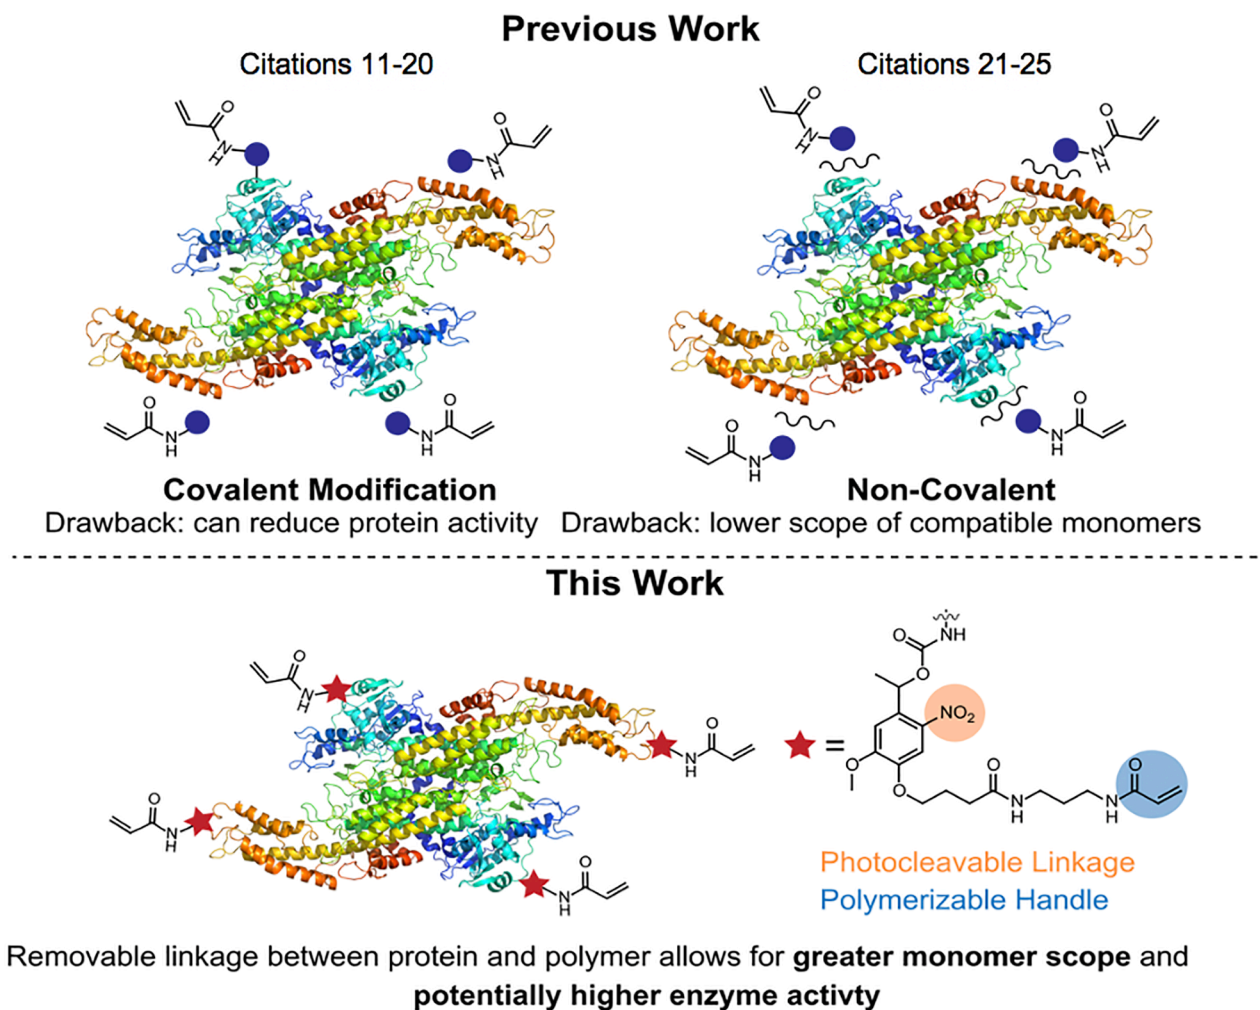 Previous Work
Citations 11-20
Citations 21-25
O
N
H
O
N
H
O
N
H
O
N
H
O
N
H
O
N
H
O
N
H
O
N
H
Covalent Modification
Non-Covalent
Drawback: can reduce protein activity
Drawback: lower scope of compatible monomers
This Work
O
NH
O
NO2
O
O
O
N
H
O
N
H
=
O
N
H
O
N
H
O
N
H
O
N
H
Photocleavable Linkage
Polymerizable Handle
Removable linkage between protein and polymer allows for greater monomer scope and
potentially higher enzyme activty